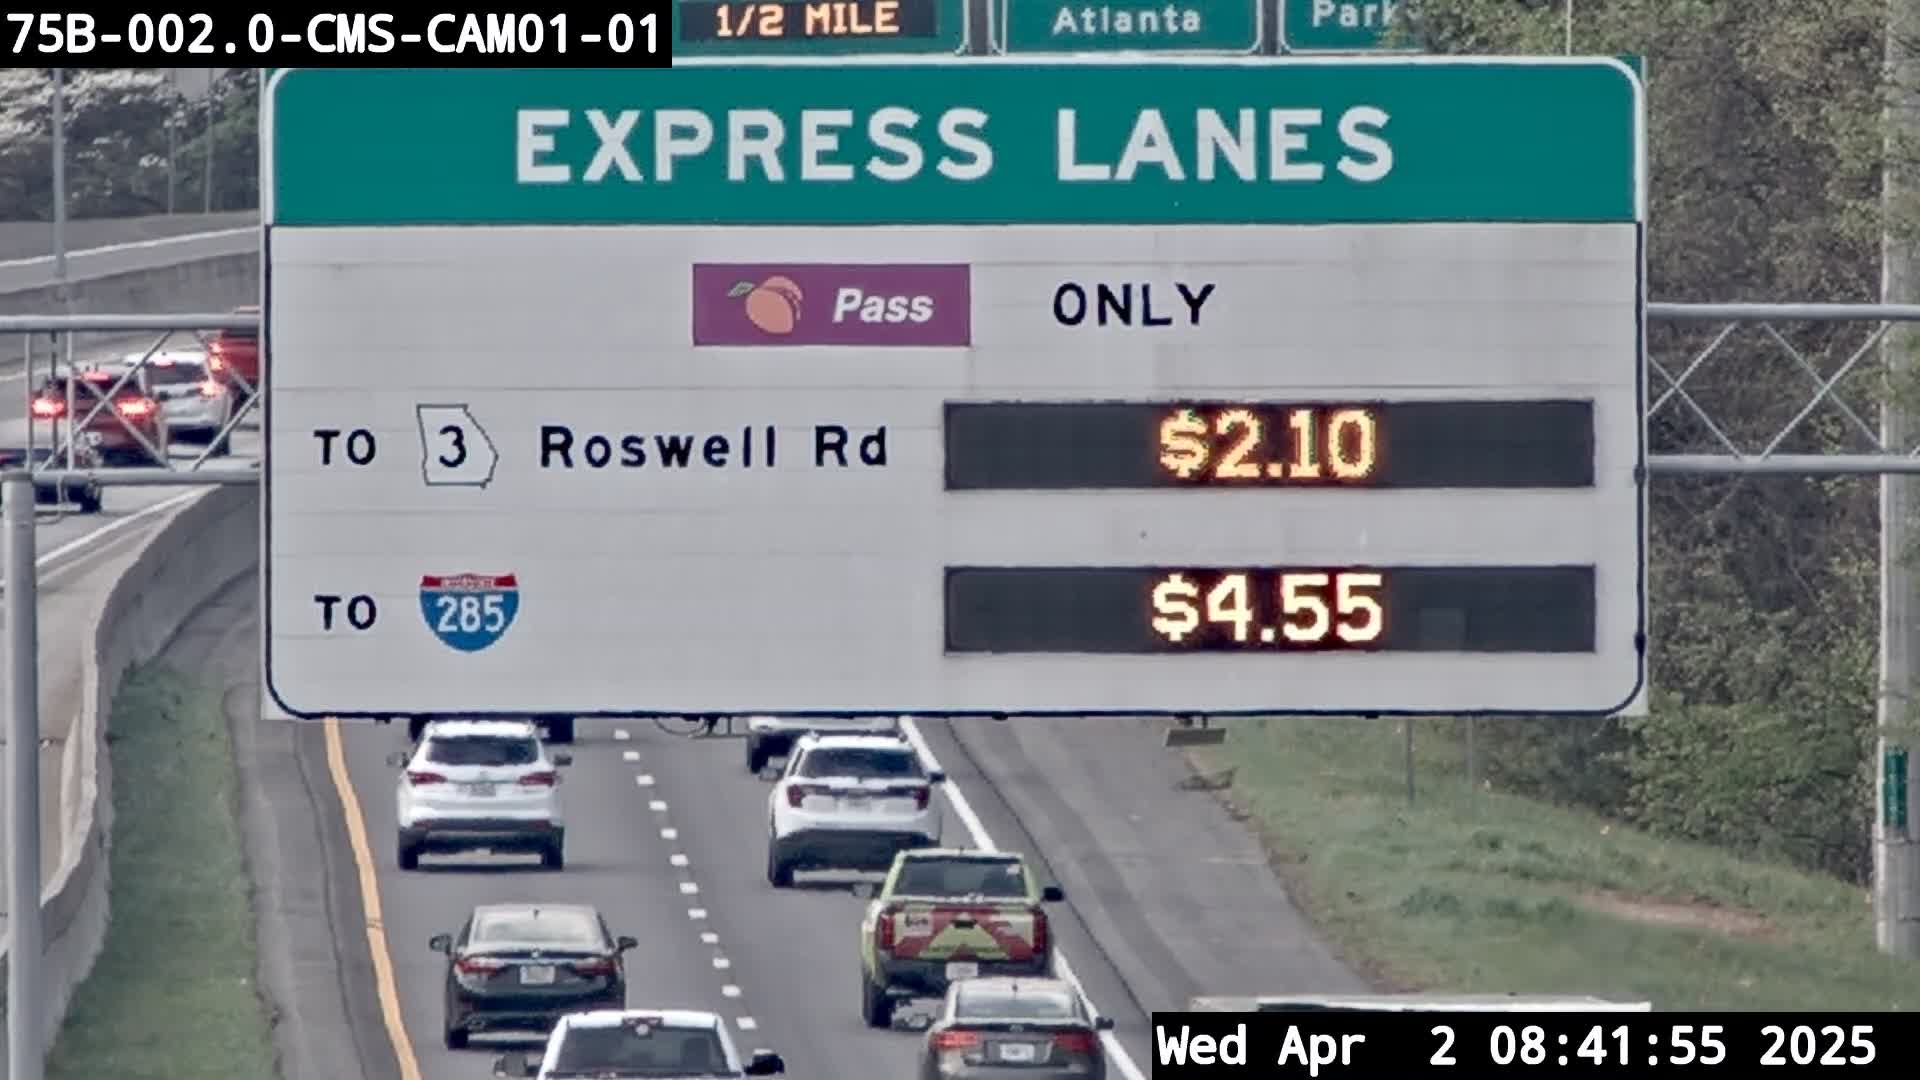 75B-002.0-CMS-CAM01-01
1/2 MILE
Atlanta
EXPRESS LANES
Pass ONLY
TO 3 Roswell Rd $2.10
TO 285 $4.55
Wed Apr 2 08:41:55 2025